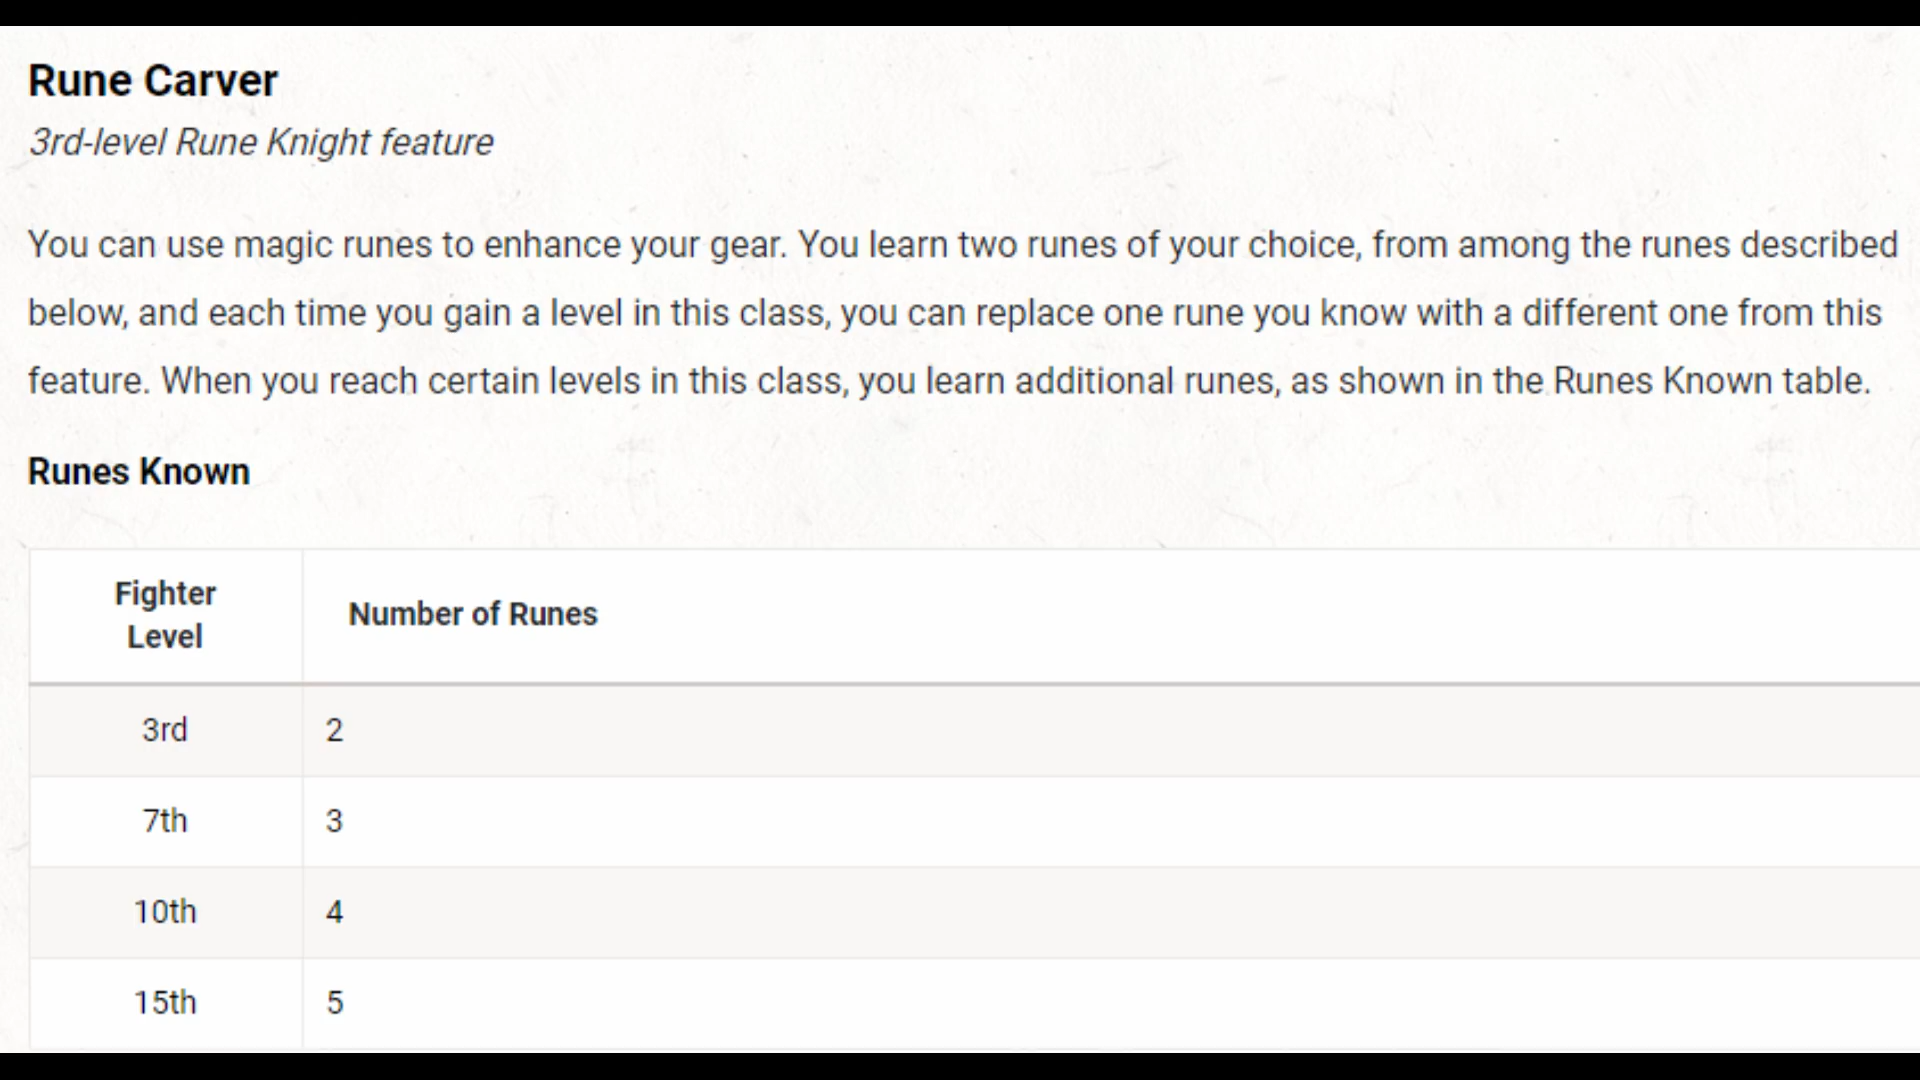 Rune Carver
3rd-level Rune Knight feature
You can use magic runes to enhance your gear. You learn two runes of your choice, from among the runes described
below, and each time you gain a level in this class, you can replace one rune you know with a different one from this
feature. When you reach certain levels in this class, you learn additional runes, as shown in the Runes Known table.
Runes Known
Fighter
Level
Number of Runes
3rd 2
7th 3
10th 4
15th 5